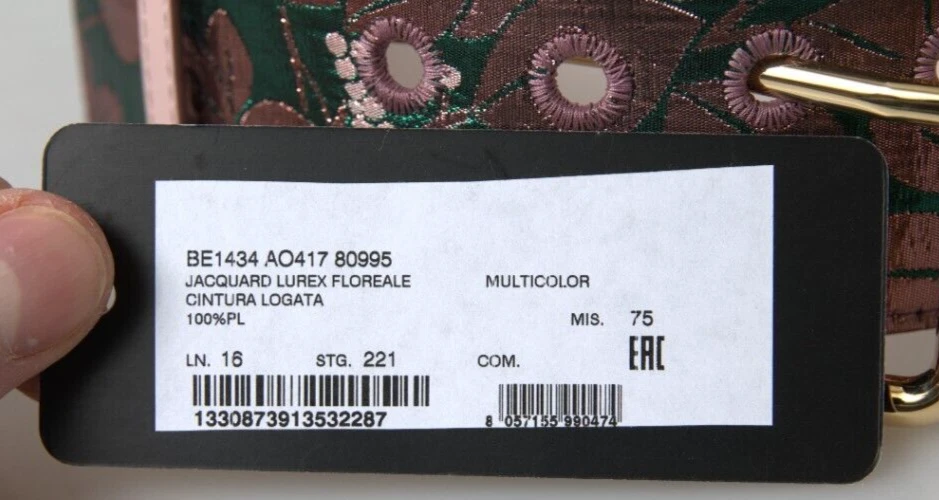 BE1434 AO417 80995
JACQUARD LUREX FLOREALE MULTICOLOR
CINTURA LOGATA
100%PL MIS. 75
LN. 16 STG. 221 COM. EAC
1330873913532287
8 057155 990474